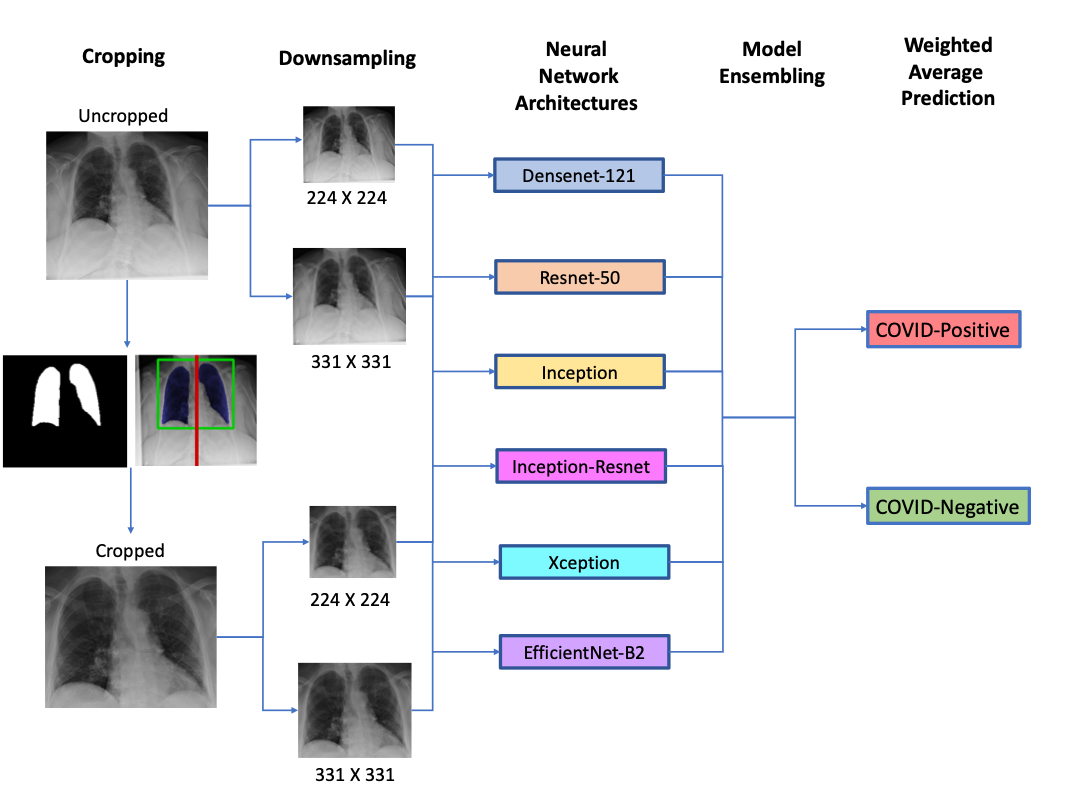 Cropping
Downsampling
Neural
Network
Architectures
Model
Ensembling
Weighted
Average
Prediction
Uncropped
224 X 224
331 X 331
Cropped
224 X 224
331 X 331
Densenet-121
Resnet-50
Inception
Inception-Resnet
Xception
EfficientNet-B2
COVID-Positive
COVID-Negative